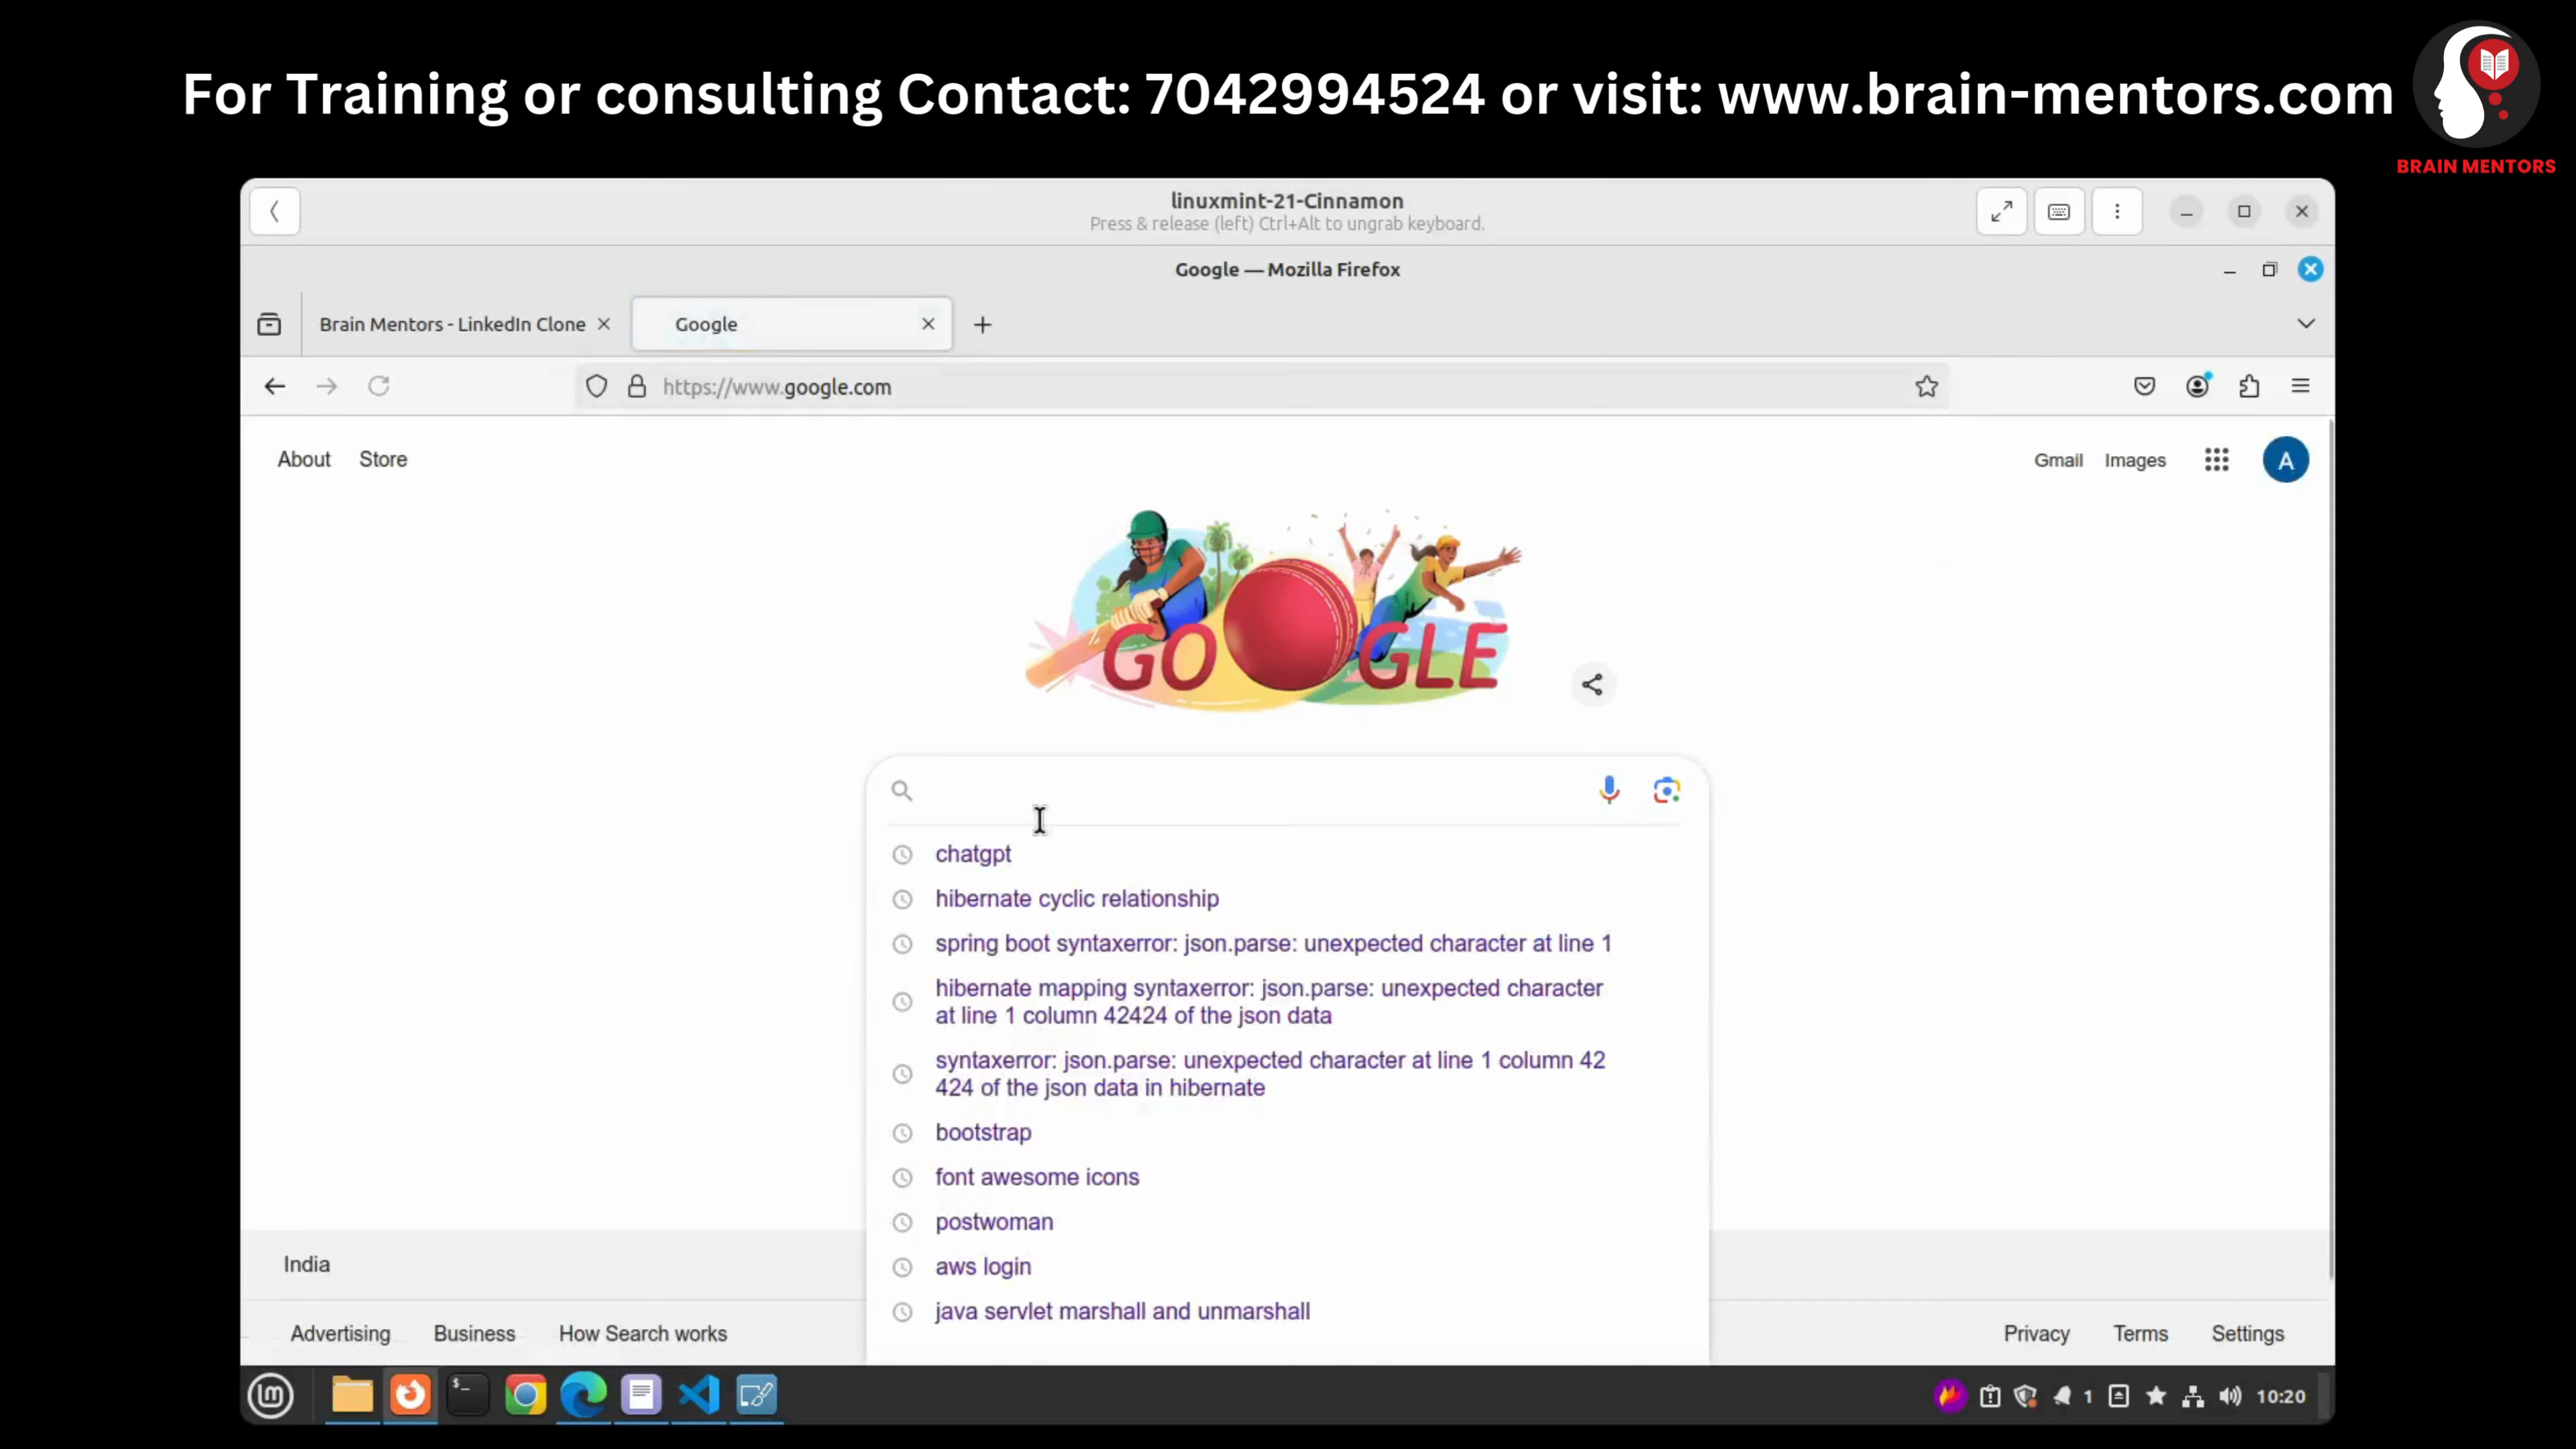 For Training or consulting Contact: 7042994524 or visit: www.brain-mentors.com
BRAIN MENTORS
linuxmint-21-Cinnamon
Press & release (left) Ctrl+Alt to ungrab keyboard.
Google — Mozilla Firefox
Brain Mentors - LinkedIn Clone
Google
https://www.google.com
About Store
Gmail Images
A
GOOGLE
chatgpt
hibernate cyclic relationship
spring boot syntaxerror: json.parse: unexpected character at line 1
hibernate mapping syntaxerror: json.parse: unexpected character
at line 1 column 42424 of the json data
syntaxerror: json.parse: unexpected character at line 1 column 42
424 of the json data in hibernate
bootstrap
font awesome icons
postwoman
aws login
java servlet marshall and unmarshall
India
Advertising Business How Search works
Privacy Terms Settings
1
10:20